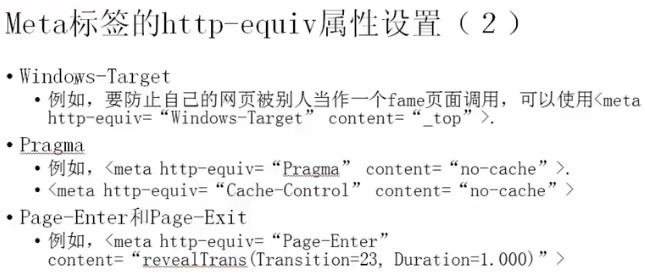 Meta标签的http-equiv属性设置（2）
• Windows-Target
• 例如，要防止自己的网页被别人当作一个fame页面调用，可以使用<meta
http-equiv=“Windows-Target” content=“_top”>.
• Pragma
• 例如，<meta http-equiv=“Pragma” content=“no-cache”>.
• <meta http-equiv=“Cache-Control” content=“no-cache”>
• Page-Enter和Page-Exit
• 例如，<meta http-equiv=“Page-Enter”
content=“revealTrans(Transition=23, Duration=1.000)”>